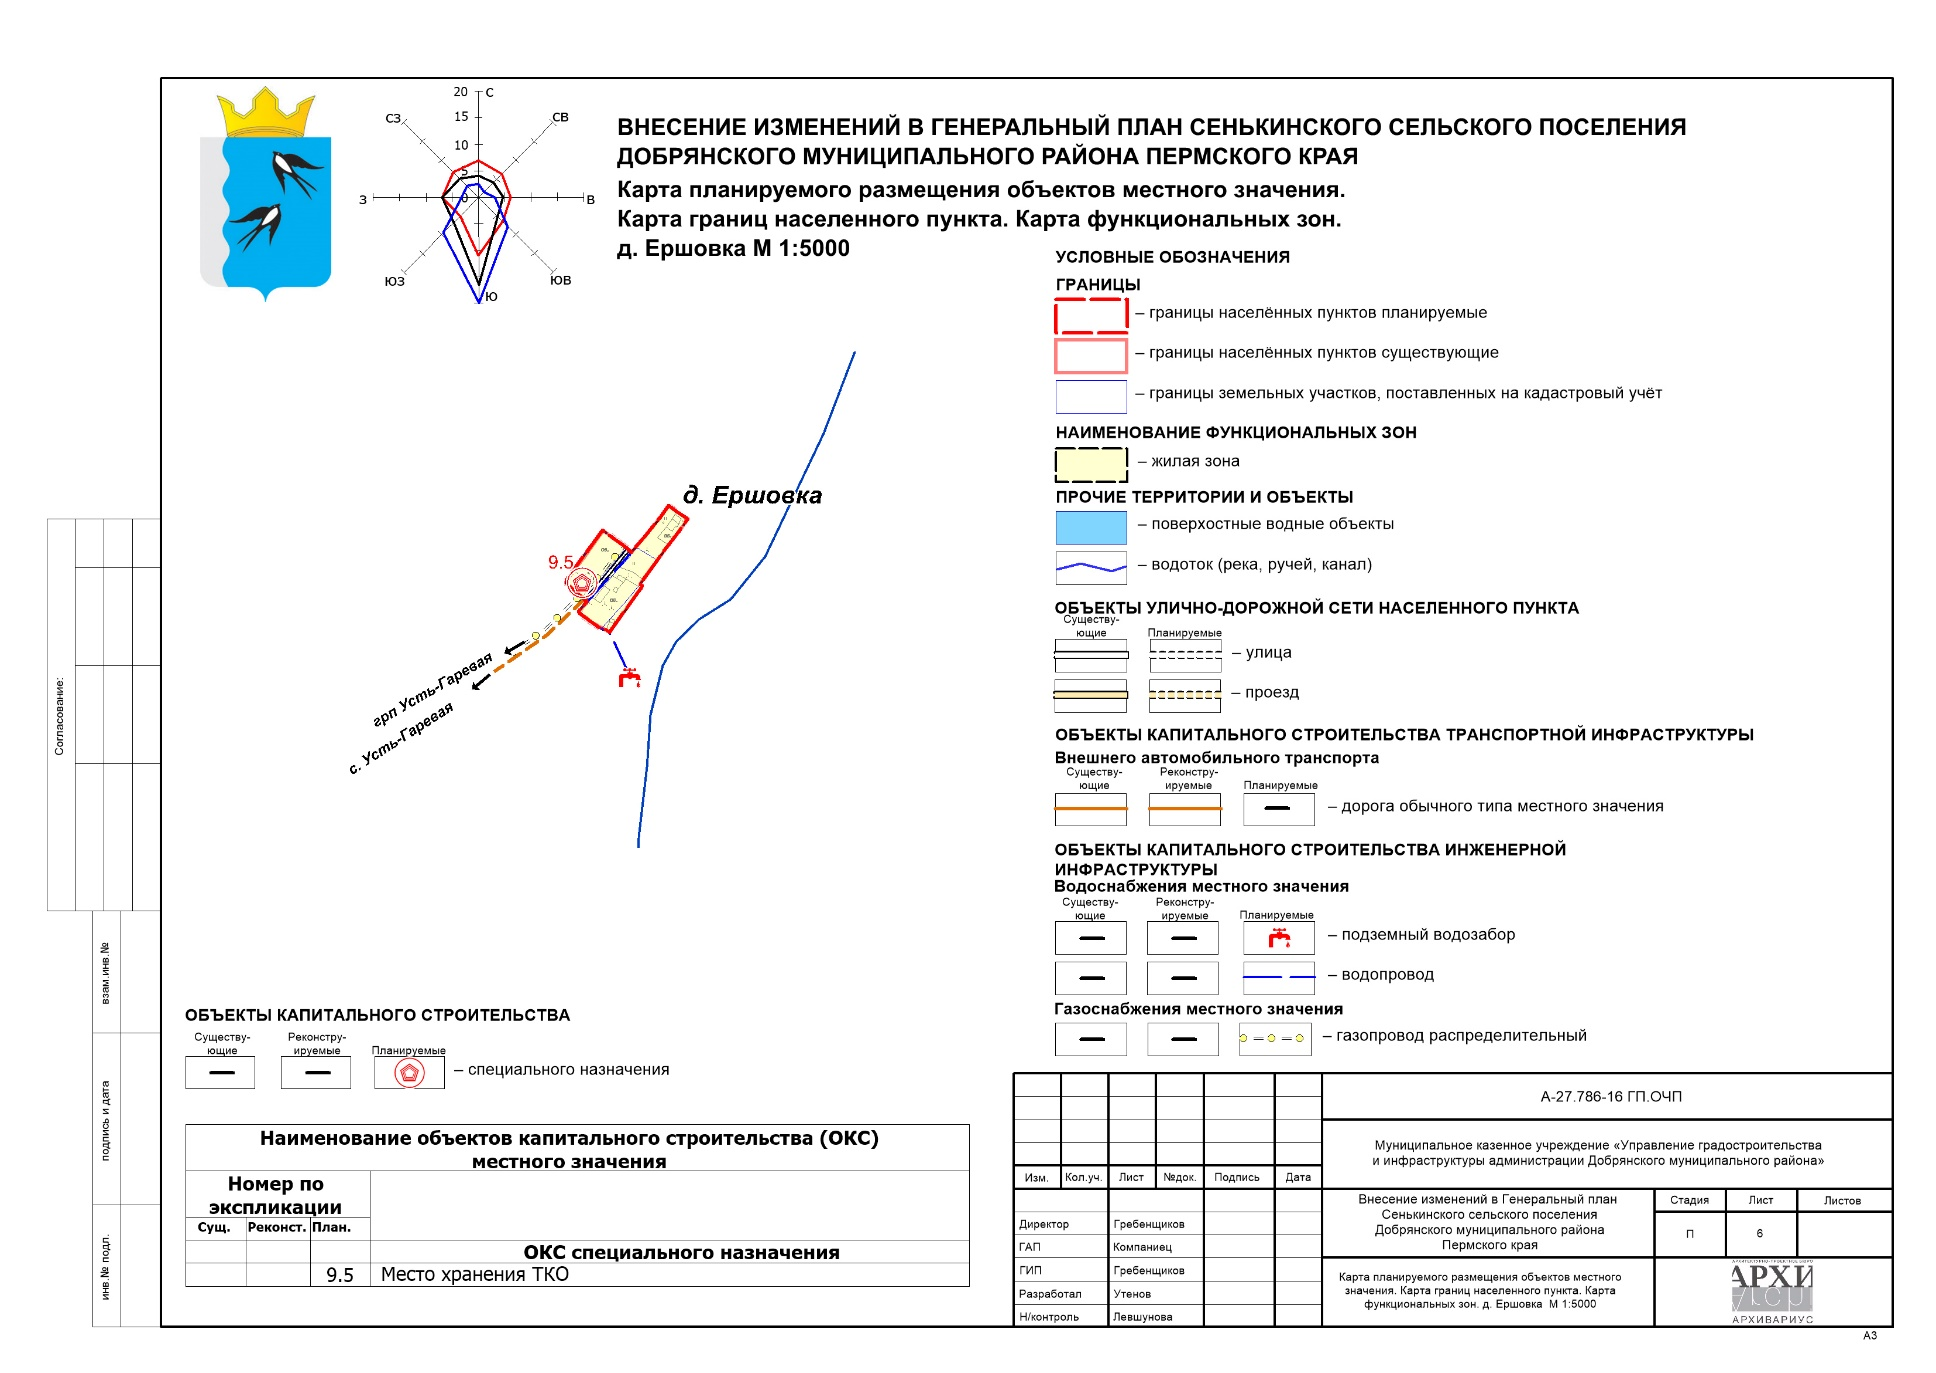 20 С
15
10
5
0
СЗ
СВ
З
В
ЮЗ
ЮВ
Ю
ВНЕСЕНИЕ ИЗМЕНЕНИЙ В ГЕНЕРАЛЬНЫЙ ПЛАН СЕНЬКИНСКОГО СЕЛЬСКОГО ПОСЕЛЕНИЯ
ДОБРЯНСКОГО МУНИЦИПАЛЬНОГО РАЙОНА ПЕРМСКОГО КРАЯ
Карта планируемого размещения объектов местного значения.
Карта границ населенного пункта. Карта функциональных зон.
д. Ершовка М 1:5000
УСЛОВНЫЕ ОБОЗНАЧЕНИЯ
ГРАНИЦЫ
– границы населённых пунктов планируемые
– границы населённых пунктов существующие
– границы земельных участков, поставленных на кадастровый учёт
НАИМЕНОВАНИЕ ФУНКЦИОНАЛЬНЫХ ЗОН
– жилая зона
ПРОЧИЕ ТЕРРИТОРИИ И ОБЪЕКТЫ
– поверхостные водные объекты
– водоток (река, ручей, канал)
ОБЪЕКТЫ УЛИЧНО-ДОРОЖНОЙ СЕТИ НАСЕЛЕННОГО ПУНКТА
Существу-
ющие Планируемые
– улица
– проезд
ОБЪЕКТЫ КАПИТАЛЬНОГО СТРОИТЕЛЬСТВА ТРАНСПОРТНОЙ ИНФРАСТРУКТУРЫ
Внешнего автомобильного транспорта
Существу- Реконстру-
ющие ируемые Планируемые
– дорога обычного типа местного значения
ОБЪЕКТЫ КАПИТАЛЬНОГО СТРОИТЕЛЬСТВА ИНЖЕНЕРНОЙ
ИНФРАСТРУКТУРЫ
Водоснабжения местного значения
Существу- Реконстру-
ющие ируемые Планируемые
– подземный водозабор
– водопровод
Газоснабжения местного значения
– газопровод распределительный
д. Ершовка
9.5
грп Усть-Гаревая
с. Усть-Гаревая
Согласование:
взам.инв.№
подпись и дата
инв.№ подл.
ОБЪЕКТЫ КАПИТАЛЬНОГО СТРОИТЕЛЬСТВА
Существу- Реконстру-
ющие ируемые Планируемые
– специального назначения
Наименование объектов капитального строительства (ОКС)
местного значения
Номер по
экспликации
Сущ. Реконст. План.
ОКС специального назначения
9.5 Место хранения ТКО
Изм. Кол.уч. Лист №док. Подпись Дата
Директор Гребенщиков
ГАП Компаниец
ГИП Гребенщиков
Разработал Утенов
Н/контроль Левшунова
А-27.786-16 ГП.ОЧП
Муниципальное казенное учреждение «Управление градостроительства
и инфраструктуры администрации Добрянского муниципального района»
Внесение изменений в Генеральный план
Сенькинского сельского поселения
Добрянского муниципального района
Пермского края
Стадия Лист Листов
П 6
Карта планируемого размещения объектов местного
значения. Карта границ населенного пункта. Карта
функциональных зон. д. Ершовка М 1:5000
АРХИ
АРХИВАРИУС
А3